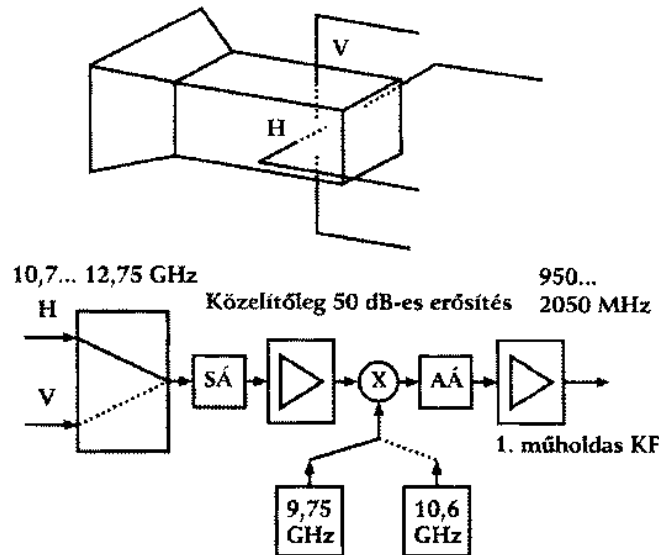 V
H
10,7... 12,75 GHz
950...
Közelítőleg 50 dB-es erősítés
2050 MHz
H
V
SÁ
X
AÁ
1. műholdas KF
9,75
GHz
10,6
GHz